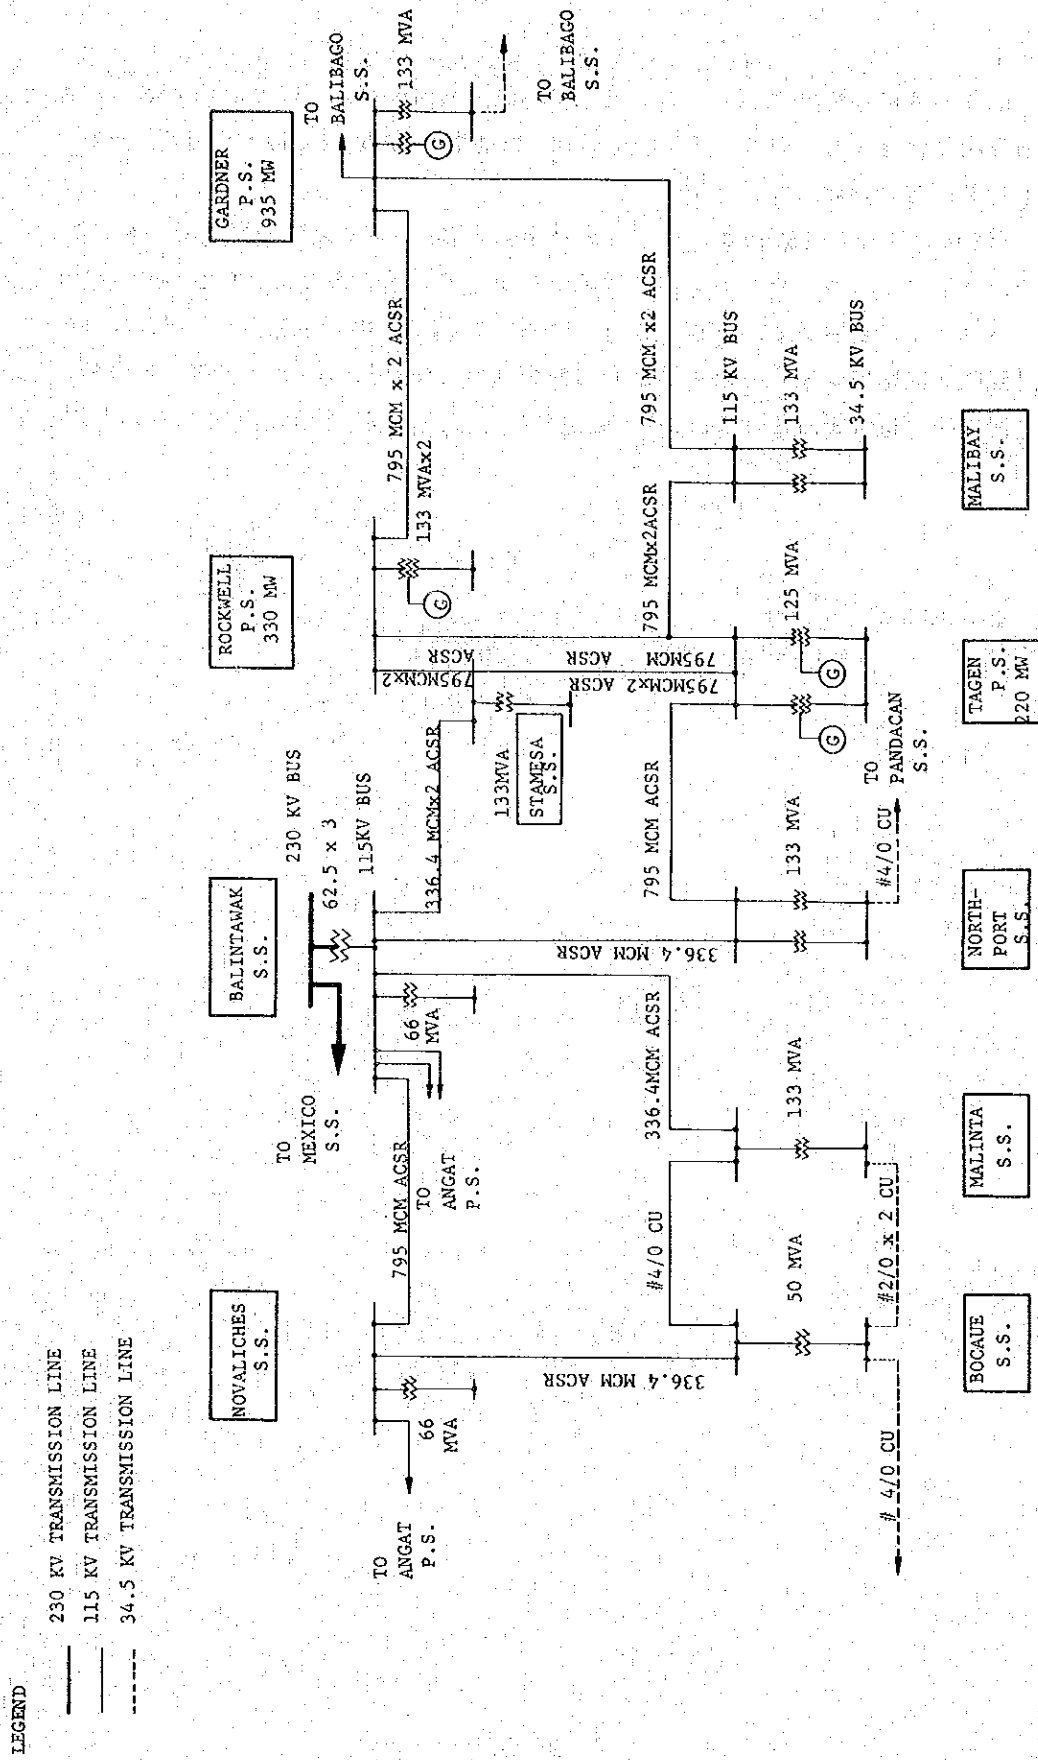 LEGEND
230 KV TRANSMISSION LINE
115 KV TRANSMISSION LINE
34.5 KV TRANSMISSION LINE
NOVALICHES
S.S.
BALINTAWAK
S.S.
ROCKWELL
P.S.
330 MW
GARDNER
P.S.
935 MW
TO
MEXICO
S.S.
230 KV BUS
62.5 x 3
115KV BUS
TO
BALIBAGO
S.S.
133 MVA
G
TO
BALIBAGO
S.S.
TO
ANGAT
P.S.
66
MVA
795 MCM ACSR
TO
ANGAT
P.S.
66
MVA
336.4 MCMx2 ACSR
133MVA
STAMESA
S.S.
795MCMx2
ACSR
795MCMx2 ACSR
795MCM
ACSR
G
133 MVAx2
795 MCM x 2 ACSR
336.4 MCM ACSR
#4/0 CU
336.4MCM ACSR
336.4 MCM ACSR
795 MCM ACSR
795 MCMx2ACSR
795 MCM x2 ACSR
115 KV BUS
50 MVA
133 MVA
133 MVA
G
G
125 MVA
133 MVA
34.5 KV BUS
# 4/0 CU
#2/0 x 2 CU
#4/0 CU
TO
PANDACAN
S.S.
BOCAUE
S.S.
MALINTA
S.S.
NORTH-
PORT
S.S.
TAGEN
P.S.
220 MW
MALIBAY
S.S.